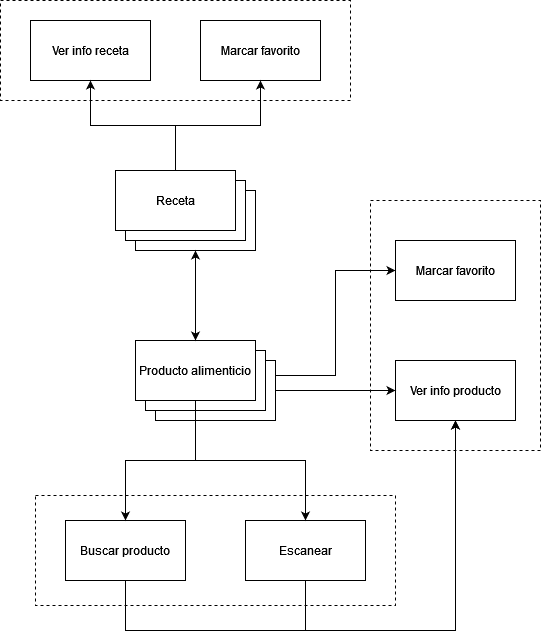 Ver info receta
Marcar favorito
Receta
Marcar favorito
Producto alimenticio
Ver info producto
Buscar producto
Escanear